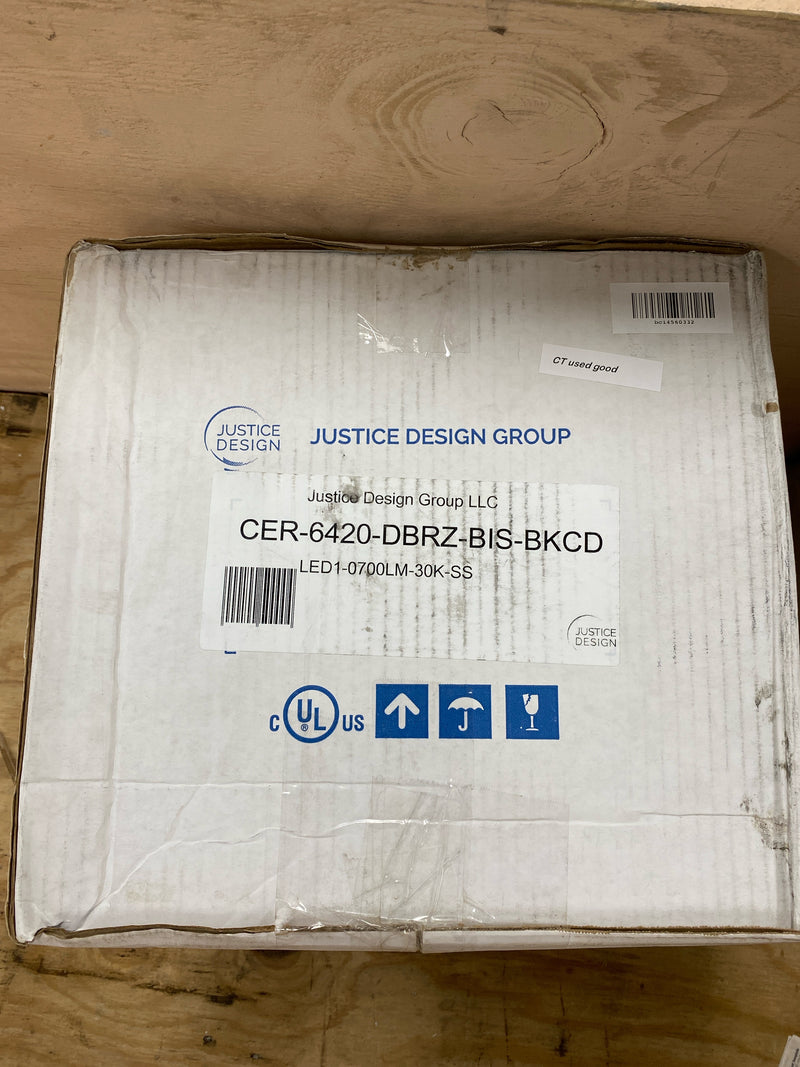 bc14560332
CT used good
JUSTICE
DESIGN
JUSTICE DESIGN GROUP
Justice Design Group LLC
CER-6420-DBRZ-BIS-BKCD
LED1-0700LM-30K-SS
JUSTICE
DESIGN
C UL US
®